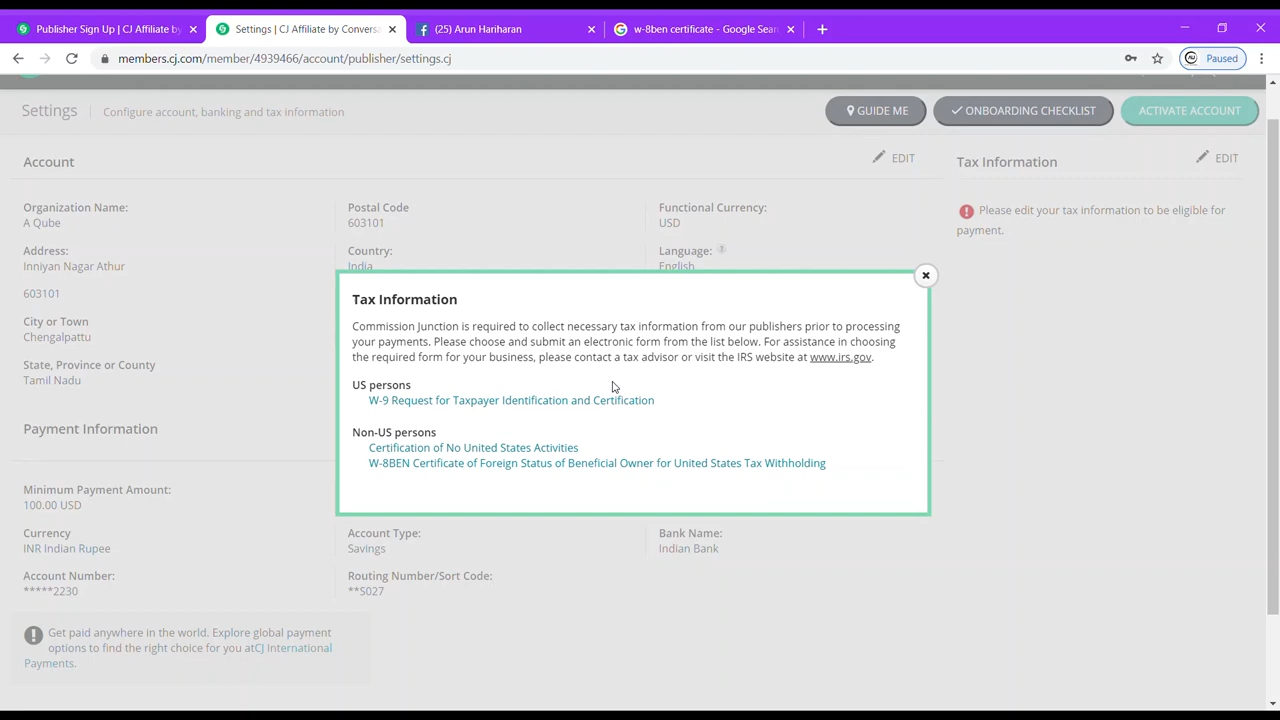 Publisher Sign Up | CJ Affiliate by
Settings | CJ Affiliate by Conversa
(25) Arun Hariharan
w-8ben certificate - Google Sear
members.cj.com/member/4939466/account/publisher/settings.cj
Paused
Settings
Configure account, banking and tax information
GUIDE ME
ONBOARDING CHECKLIST
ACTIVATE ACCOUNT
Account
EDIT
Tax Information
EDIT
Organization Name:
A Qube
Postal Code
603101
Functional Currency:
USD
Please edit your tax information to be eligible for
payment.
Address:
Inniyan Nagar Athur
Country:
India
Language:
English
603101
City or Town
Chengalpattu
State, Province or County
Tamil Nadu
Tax Information
Commission Junction is required to collect necessary tax information from our publishers prior to processing
your payments. Please choose and submit an electronic form from the list below. For assistance in choosing
the required form for your business, please contact a tax advisor or visit the IRS website at www.irs.gov.
US persons
W-9 Request for Taxpayer Identification and Certification
Non-US persons
Certification of No United States Activities
W-8BEN Certificate of Foreign Status of Beneficial Owner for United States Tax Withholding
Payment Information
Minimum Payment Amount:
100.00 USD
Currency
INR Indian Rupee
Account Type:
Savings
Bank Name:
Indian Bank
Account Number:
*****2230
Routing Number/Sort Code:
**S027
Get paid anywhere in the world. Explore global payment
options to find the right choice for you atCJ International
Payments.